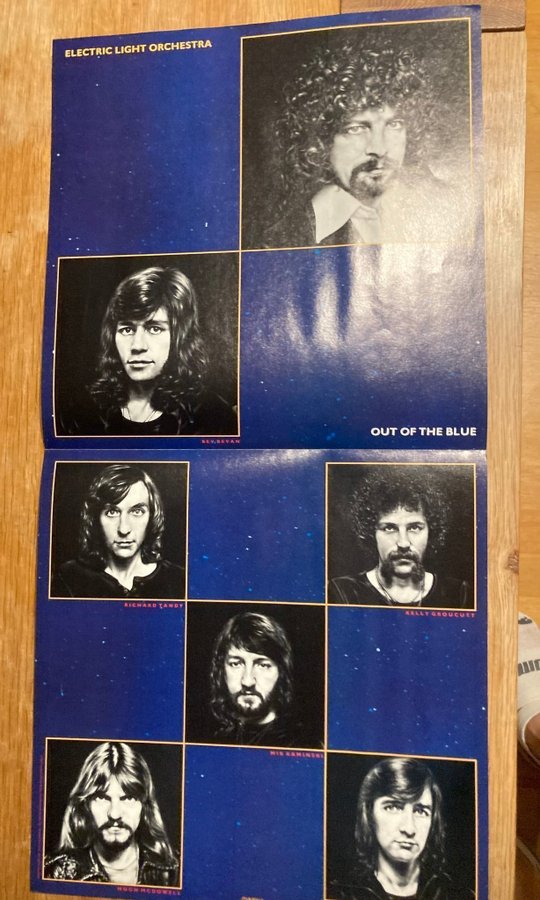 ELECTRIC LIGHT ORCHESTRA
BEV BEVAN
OUT OF THE BLUE
RICHARD TANDY
KELLY GROUCUTT
MIK KAMINSKI
HUGH MCDOWELL